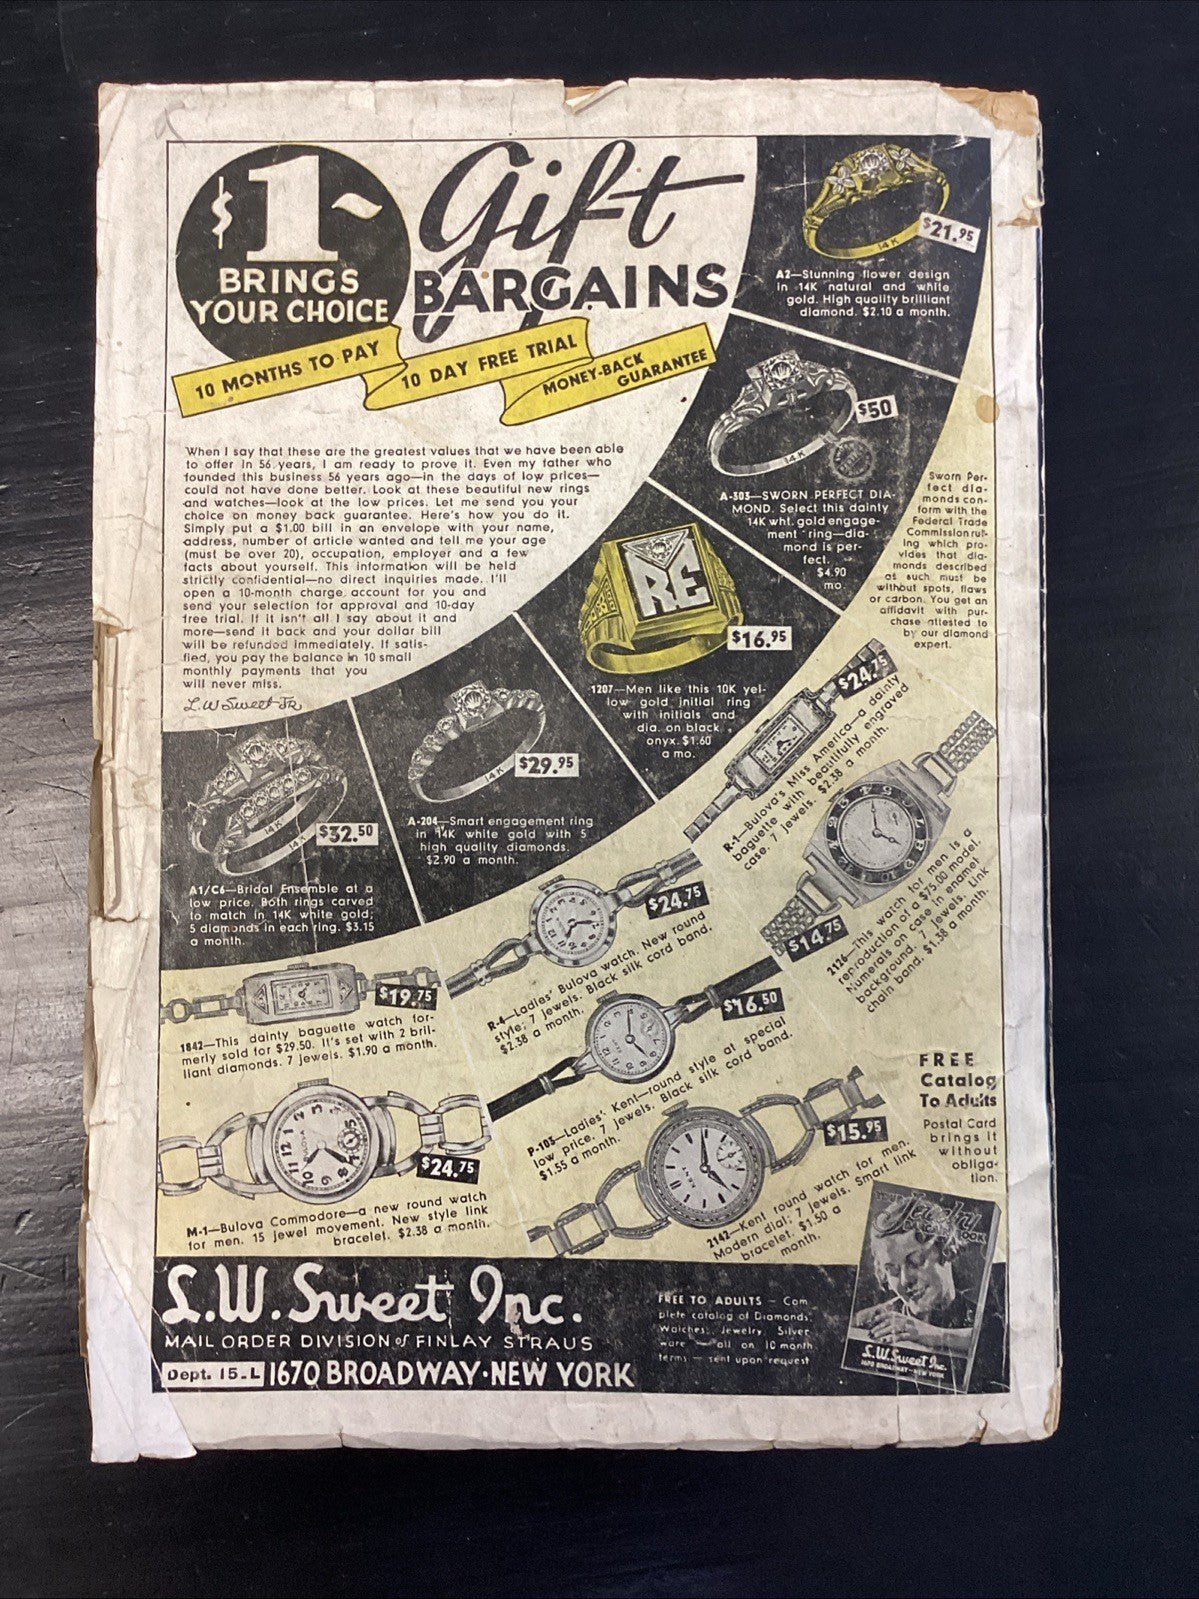 $1-
BRINGS
YOUR CHOICE
Gift
BARGAINS
10 MONTHS TO PAY
10 DAY FREE TRIAL
MONEY-BACK
GUARANTEE
When I say that these are the greatest values that we have been able
to offer in 56 years, I am ready to prove it. Even my father who
founded this business 56 years ago—in the days of low prices—
could not have done better. Look at these beautiful new rings
and watches—look at the low prices. Let me send you your
choice on money back guarantee. Here's how you do it.
Simply put a $1.00 bill in an envelope with your name,
address, number of article wanted and tell me your age
(must be over 20), occupation, employer and a few
facts about yourself. This information will be held
strictly confidential—no direct inquiries made. I'll
open a 10-month charge account for you and
send your selection for approval and 10-day
free trial. If it isn't all I say about it and
more—send it back and your dollar bill
will be refunded immediately. If satis-
fied, you pay the balance in 10 small
monthly payments that you
will never miss.
L.W Sweet Jr
14K
$21.95
A2—Stunning flower design
in 14K natural and white
gold. High quality brilliant
diamond. $2.10 a month.
14K
$50
A-303—SWORN PERFECT DIA-
MOND. Select this dainty
14K wht. gold engage-
ment ring—dia-
mond is per-
fect.
$4.90
mo.
Sworn Per-
fect dia-
monds con-
form with the
Federal Trade
Commission rul-
ing which pro-
vides that dia-
monds described
as such must be
without spots, flaws
or carbon. You get an
affidavit with pur-
chase attested to
by our diamond
expert.
RE
$16.95
1207—Men like this 10K yel-
low gold initial ring
with initials and
dia. on black
onyx. $1.60
a mo.
14K
$29.95
A-204—Smart engagement ring
in 14K white gold with 5
high quality diamonds.
$2.90 a month.
14K
14K
$32.50
A1/C6—Bridal Ensemble at a
low price. Both rings carved
to match in 14K white gold;
5 diamonds in each ring. $3.15
a month.
$24.75
R-1—Bulova's Miss America—a dainty
baguette with beautifully engraved
case. 7 jewels. $2.38 a month.
$14.75
2126—This watch for men is a
reproduction of a $75.00 model.
Numerals on case in enamel
background. 7 jewels. Link
chain band. $1.38 a month.
$24.75
R-4—Ladies' Bulova watch. New round
style; 7 jewels. Black silk cord band.
$2.38 a month.
$19.75
1842—This dainty baguette watch for-
merly sold for $29.50. It's set with 2 bril-
liant diamonds. 7 jewels. $1.90 a month.
$16.50
P-103—Ladies'. Kent—round style at special
low price. 7 jewels. Black silk cord band.
$1.55 a month.
BULOVA
$24.75
M-1—Bulova Commodore—a new round watch
for men. 15 jewel movement. New style link
bracelet. $2.38 a month.
KENT
$15.95
2142—Kent round watch for men.
Modern dial; 7 jewels. Smart link
bracelet. $1.50 a
month.
FREE
Catalog
To Adults
Postal Card
brings it
without
obliga-
tion.
L.W. Sweet Inc.
MAIL ORDER DIVISION of FINLAY STRAUS
Dept. 15-L 1670 BROADWAY·NEW YORK
FREE TO ADULTS — Com
plete catalog of Diamonds,
Watches, Jewelry, Silver
ware — all on 10 month
terms — sent upon request
Jewelry
BARGAIN BOOK
L.W. Sweet Inc.
1670 BROADWAY—NEW YORK